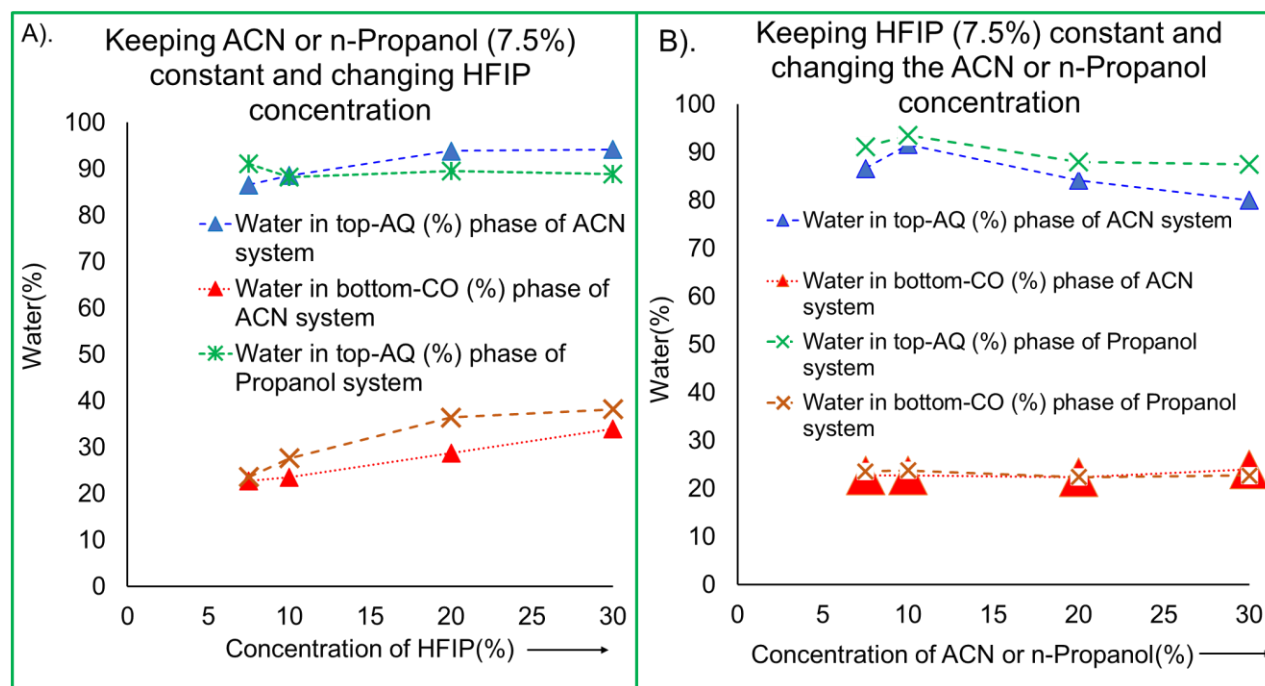 A).
Keeping ACN or n-Propanol (7.5%)
constant and changing HFIP
concentration
100
90
80
70
60
50
40
30
20
10
0
Water(%)
Water in top-AQ (%) phase of ACN
system
Water in bottom-CO (%) phase of
ACN system
Water in top-AQ (%) phase of
Propanol system
0
5
10
15
20
25
30
Concentration of HFIP(%)
B).
Keeping HFIP (7.5%) constant and
changing the ACN or n-Propanol
concentration
100
90
80
70
60
50
40
30
20
10
0
Water(%)
Water in top-AQ (%) phase of ACN system
Water in bottom-CO (%) phase of ACN
system
Water in top-AQ (%) phase of Propanol
system
Water in bottom-CO (%) phase of Propanol
system
0
5
10
15
20
25
30
Concentration of ACN or n-Propanol(%)